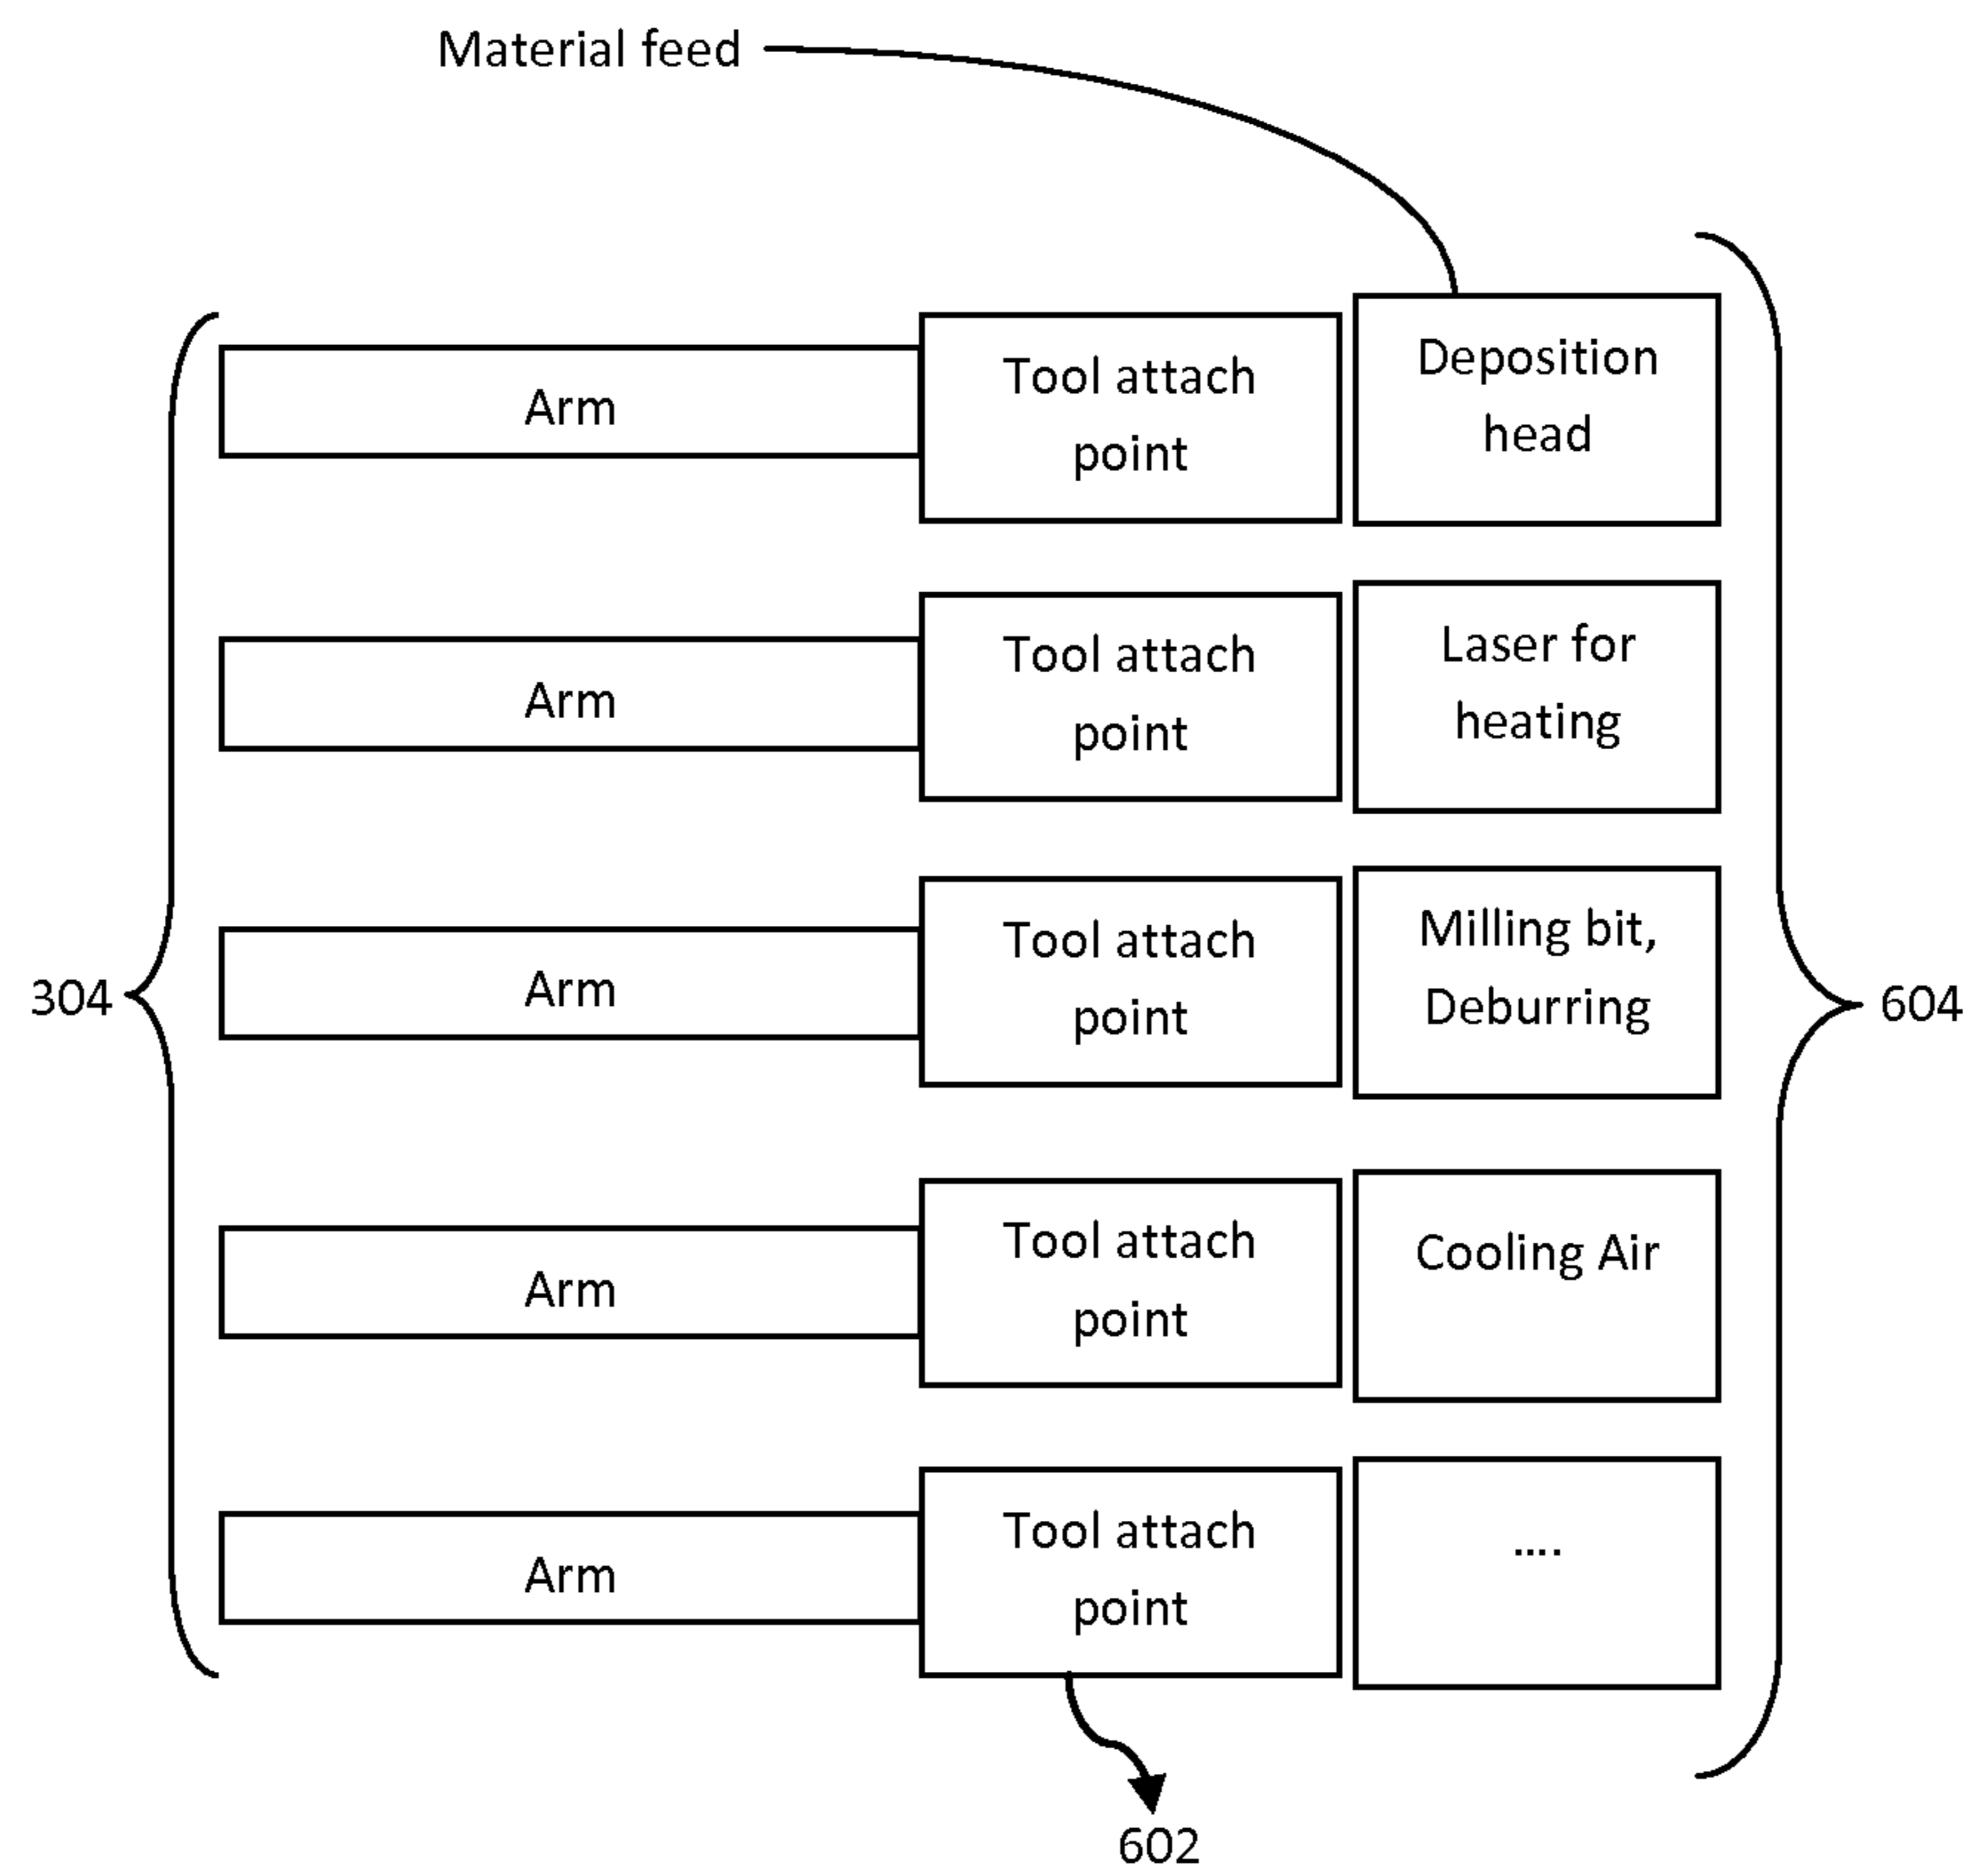 Material feed
Arm
Tool attach
point
Deposition
head
Arm
Tool attach
point
Laser for
heating
304
Arm
Tool attach
point
Milling bit,
Deburring
604
Arm
Tool attach
point
Cooling Air
Arm
Tool attach
point
....
602